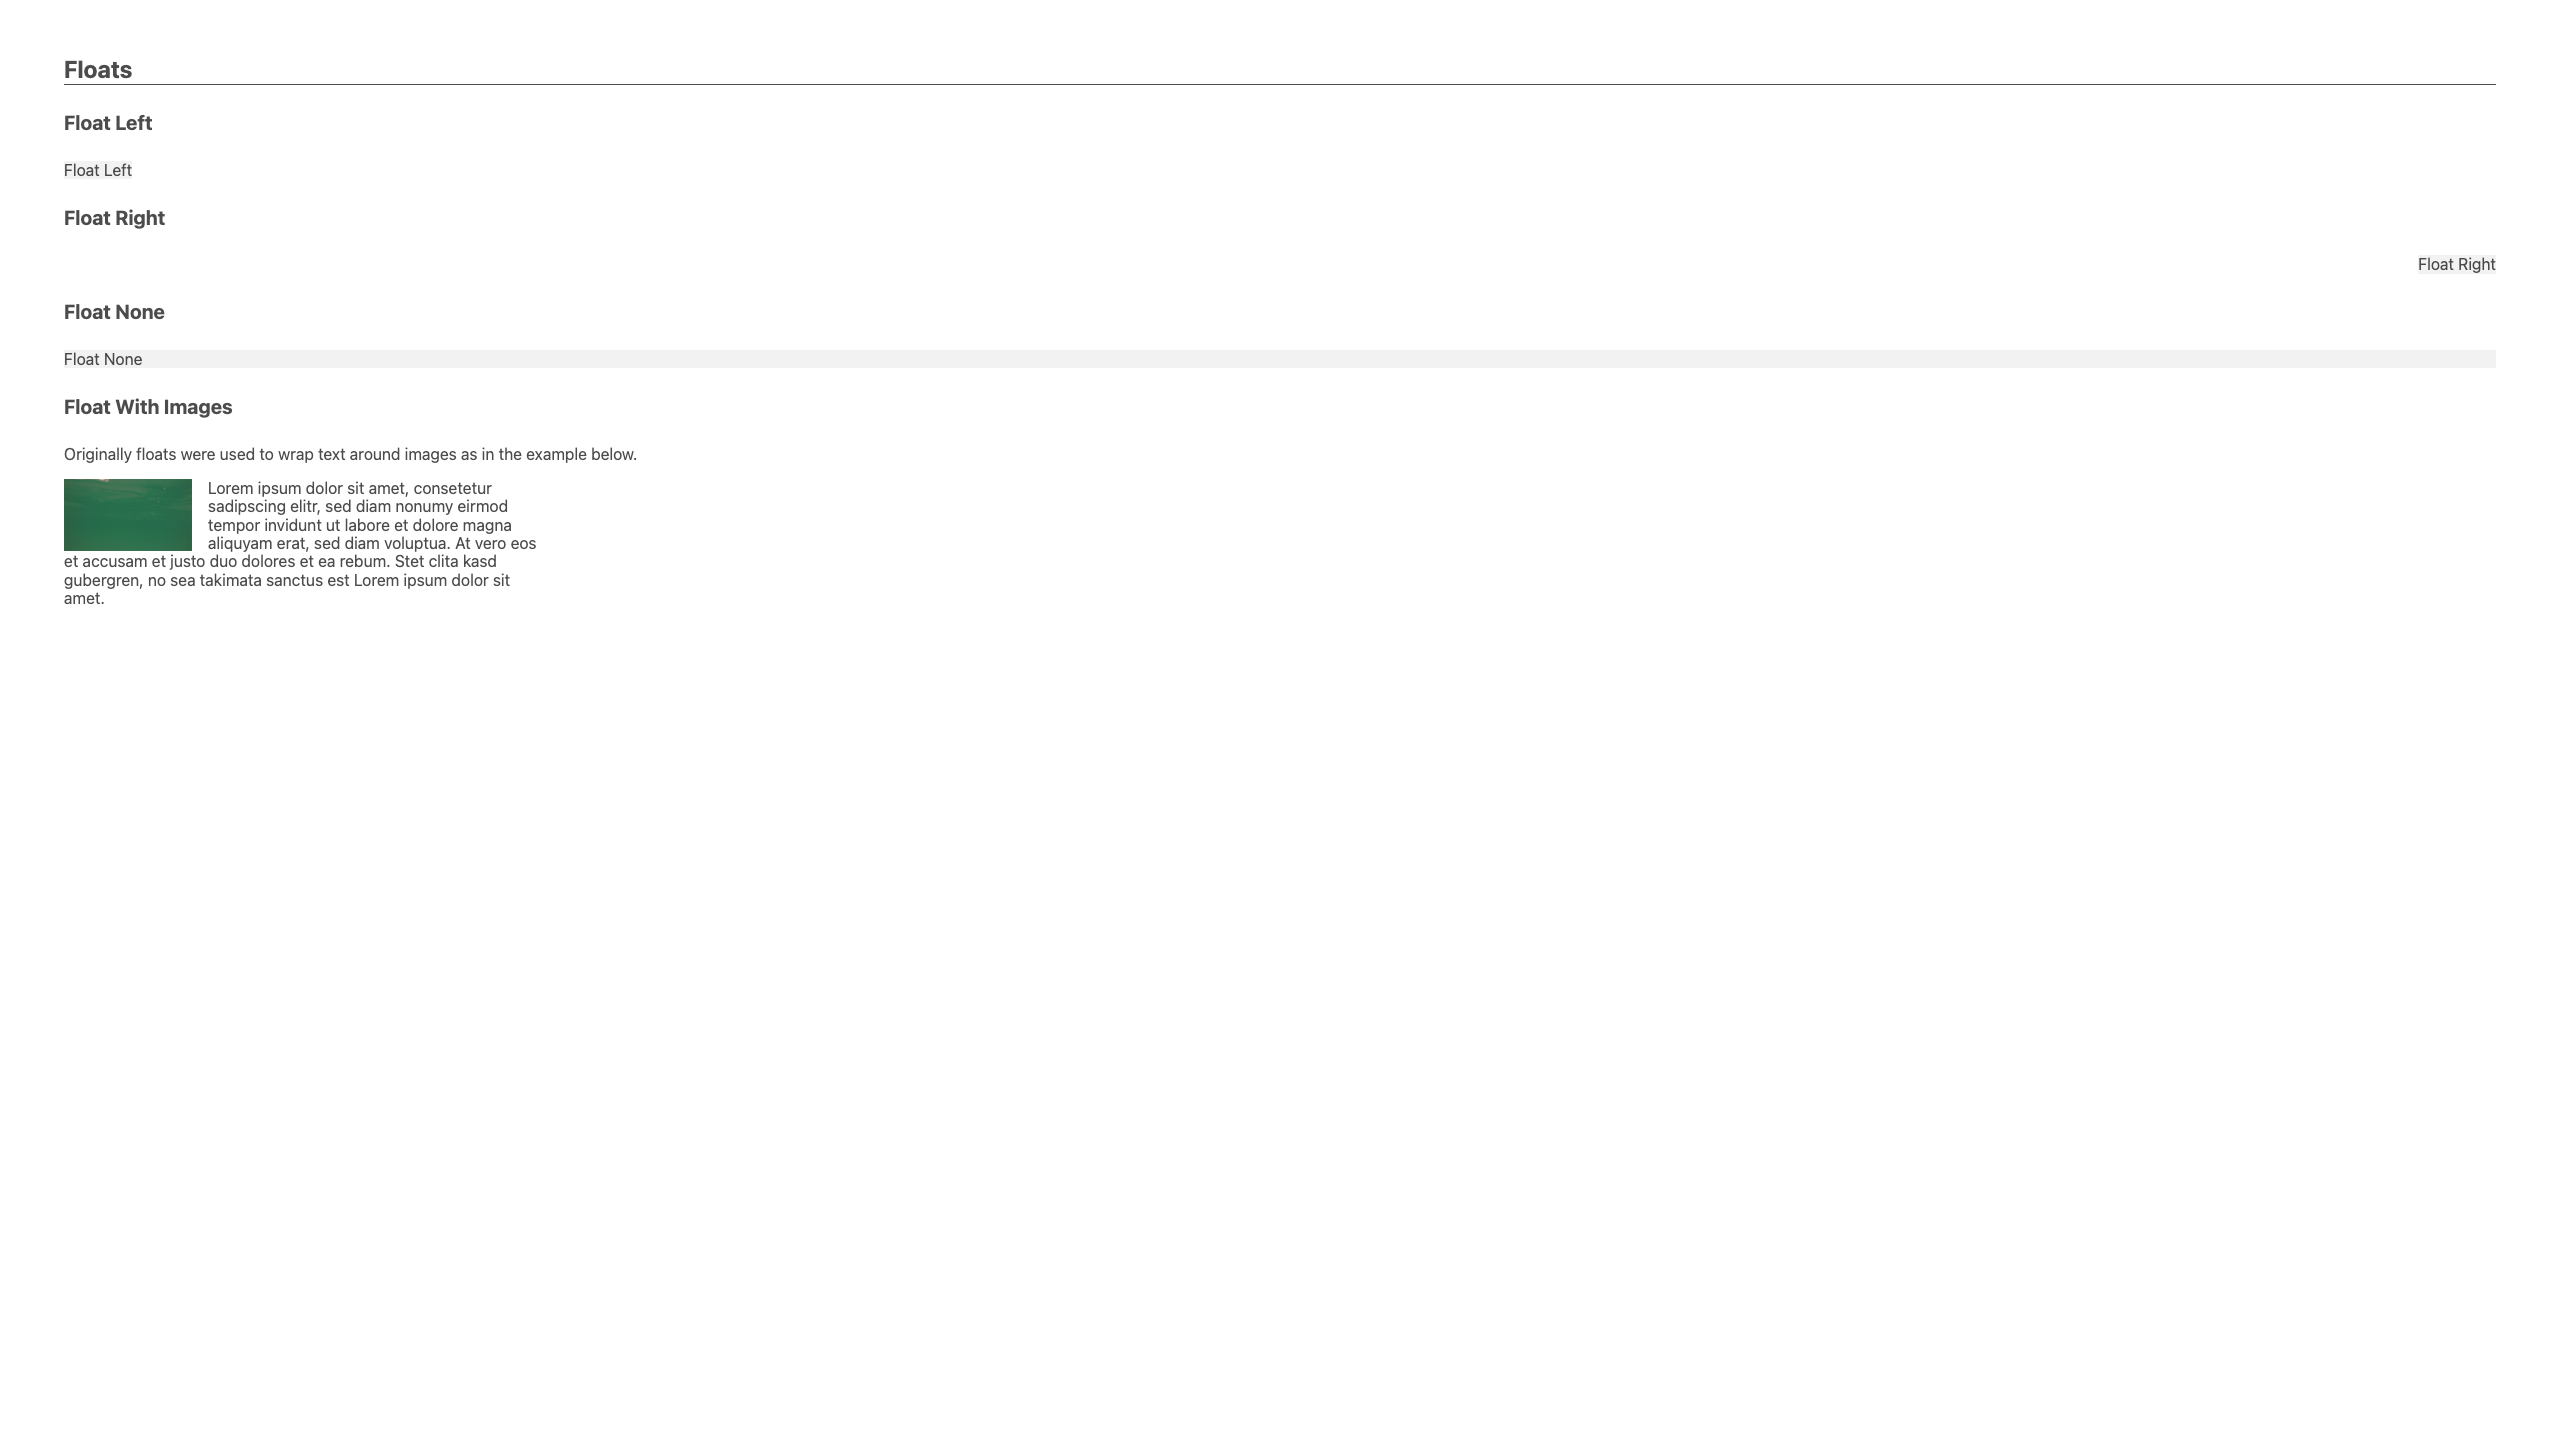 Floats
Float Left
Float Left
Float Right
Float Right
Float None
Float None
Float With Images
Originally floats were used to wrap text around images as in the example below.
Lorem ipsum dolor sit amet, consetetur
sadipscing elitr, sed diam nonumy eirmod
tempor invidunt ut labore et dolore magna
aliquyam erat, sed diam voluptua. At vero eos
et accusam et justo duo dolores et ea rebum. Stet clita kasd
gubergren, no sea takimata sanctus est Lorem ipsum dolor sit
amet.